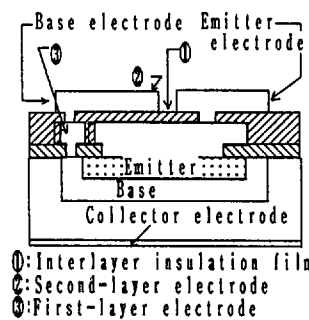 Base electrode
Emitter electrode
③
②
①
Emitter
Base
Collector electrode
①:Interlayer insulation film
②:Second-layer electrode
③:First-layer electrode